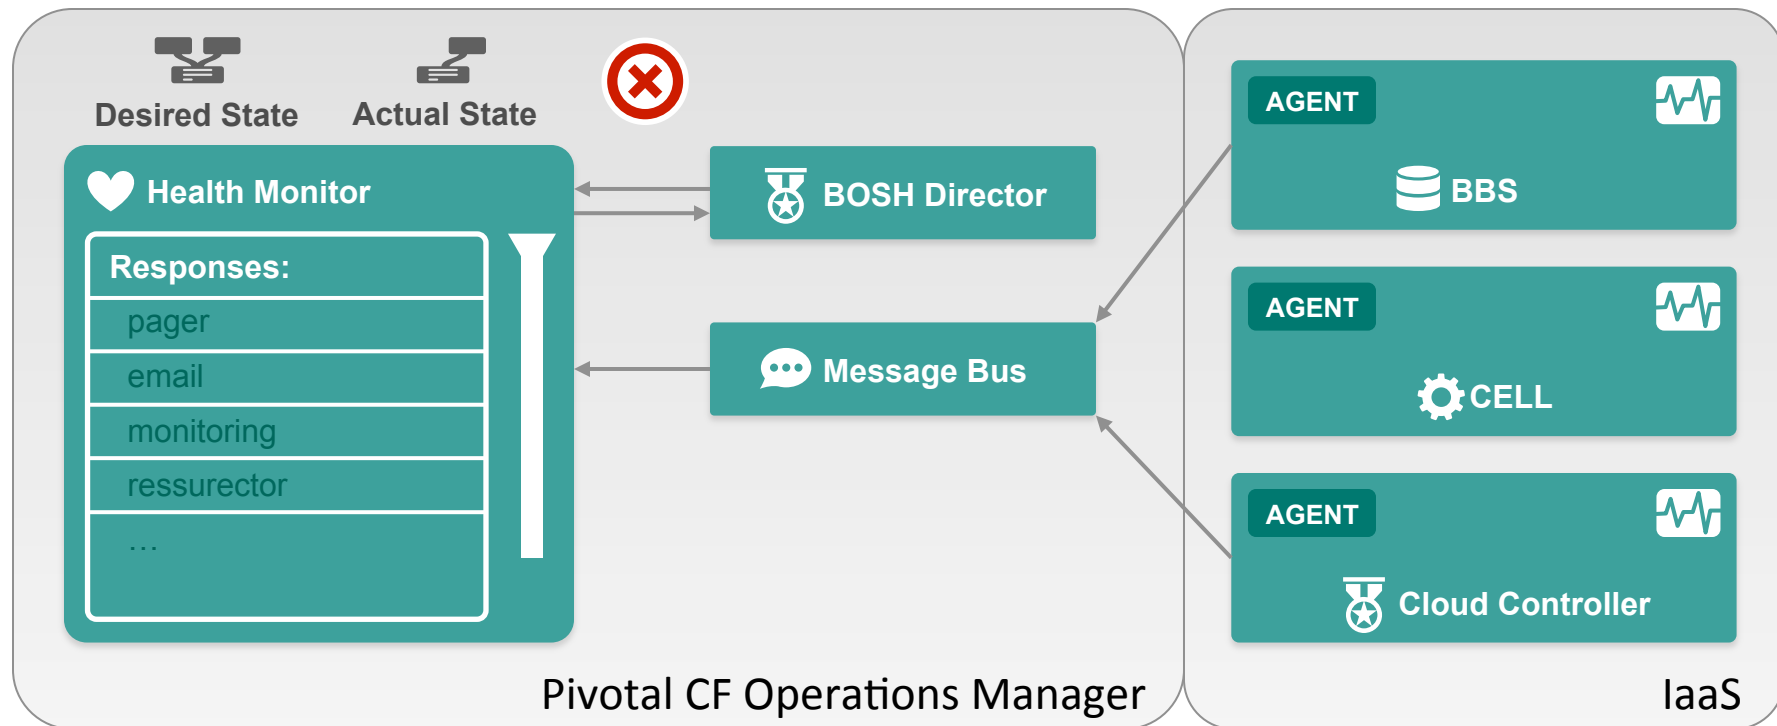 Desired State
Actual State
Health Monitor
Responses:
pager
email
monitoring
ressurector
…
BOSH Director
Message Bus
Pivotal CF Operations Manager
AGENT
BBS
AGENT
CELL
AGENT
Cloud Controller
IaaS